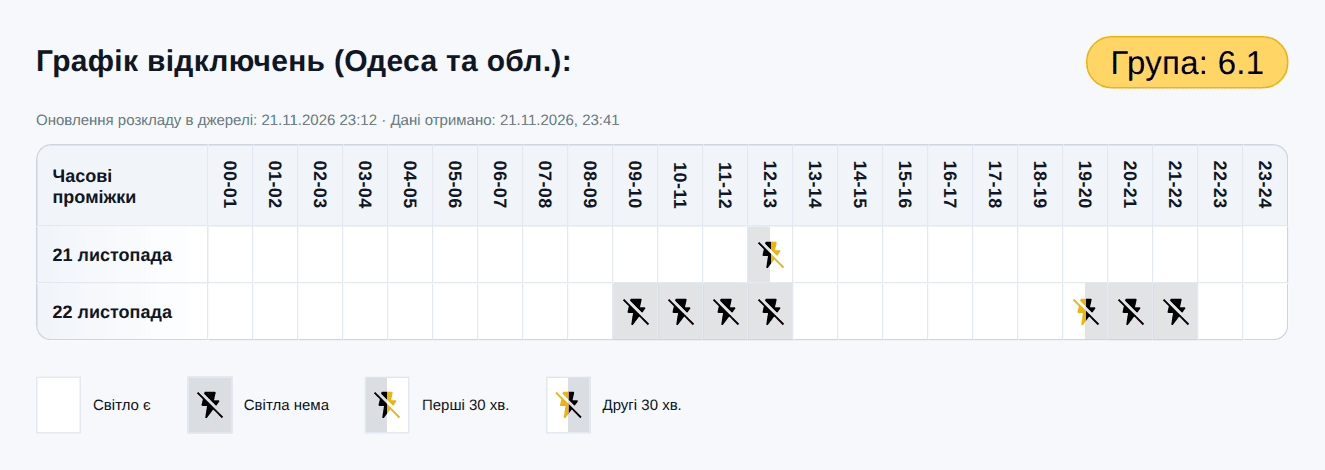 Графік відключень (Одеса та обл.):
Група: 6.1
Оновлення розкладу в джерелі: 21.11.2026 23:12 · Дані отримано: 21.11.2026, 23:41
Часові
проміжки
00-01
01-02
02-03
03-04
04-05
05-06
06-07
07-08
08-09
09-10
10-11
11-12
12-13
13-14
14-15
15-16
16-17
17-18
18-19
19-20
20-21
21-22
22-23
23-24
21 листопада
22 листопада
Світло є
Світла нема
Перші 30 хв.
Другі 30 хв.